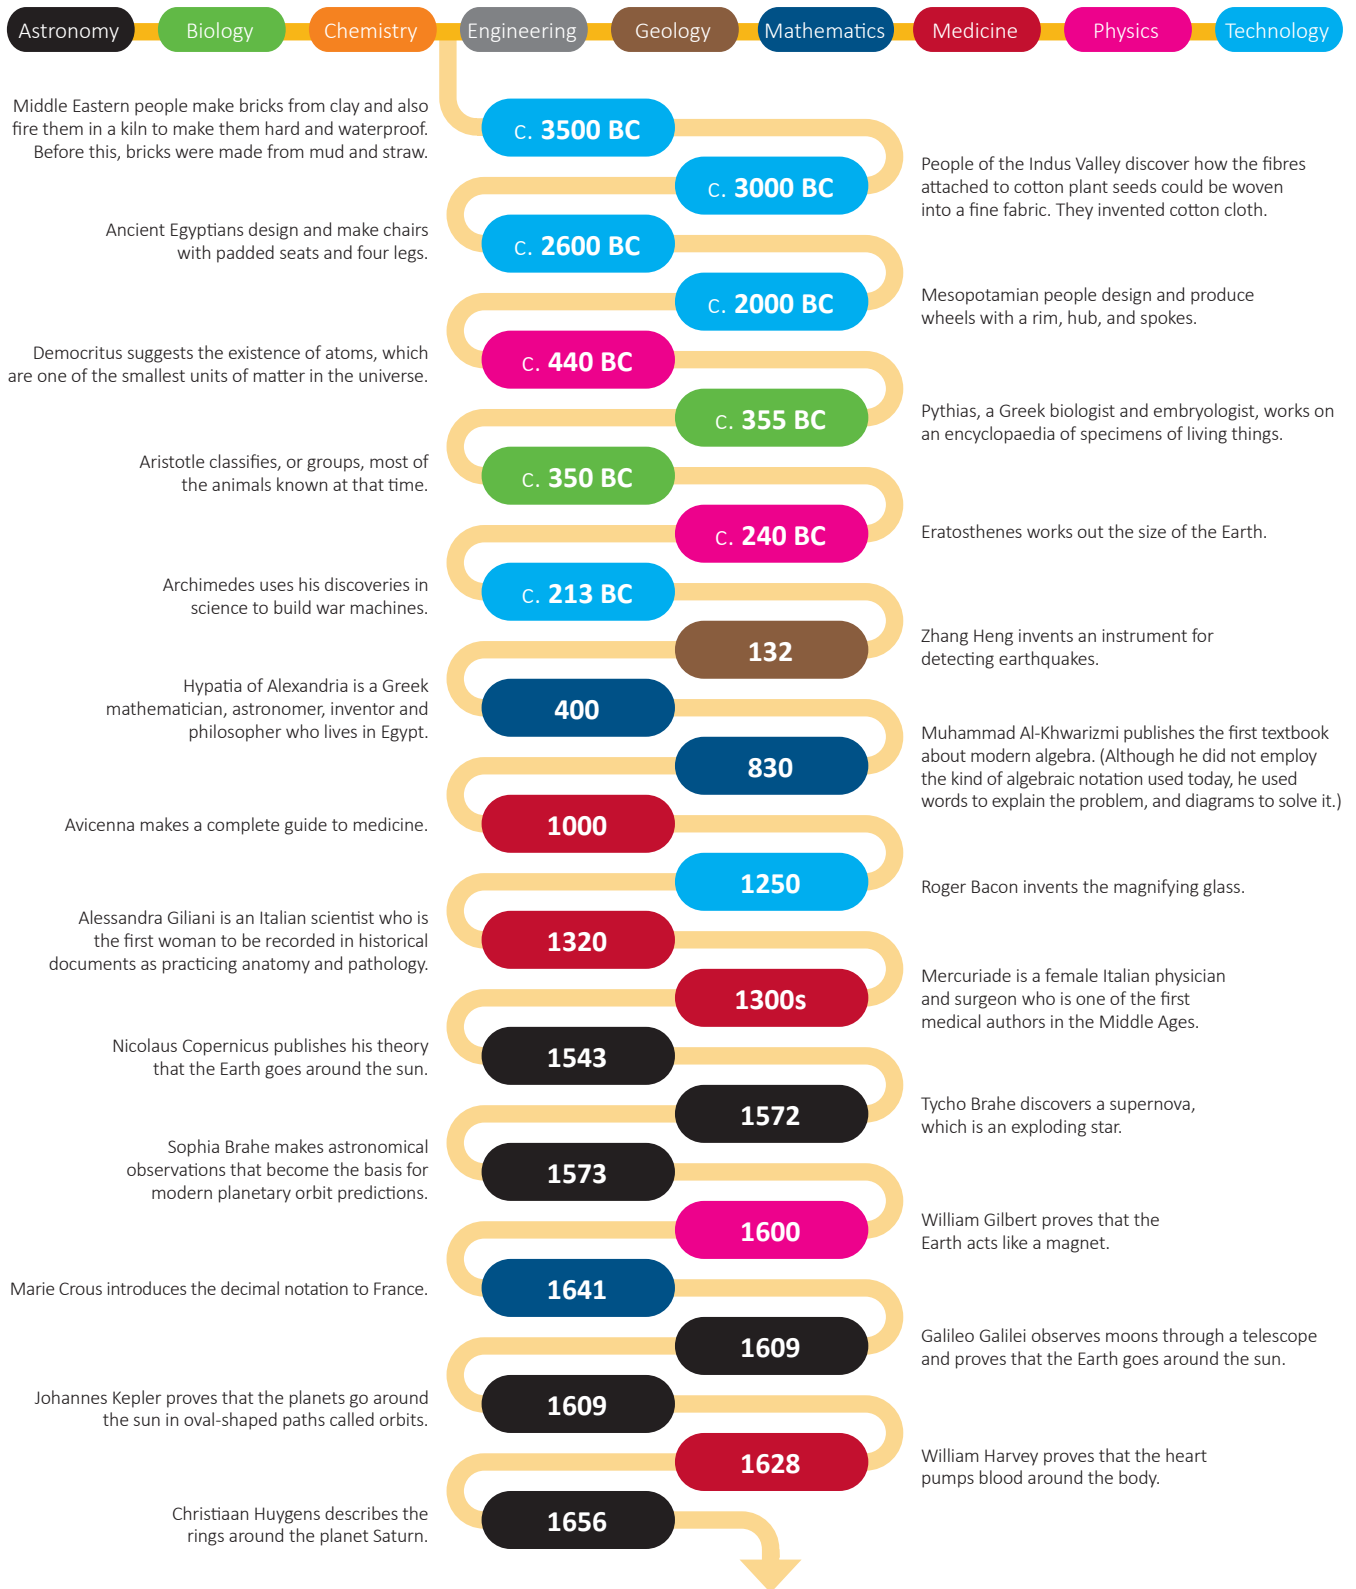 Astronomy
Biology
Chemistry
Engineering
Geology
Mathematics
Medicine
Physics
Technology
Middle Eastern people make bricks from clay and also
fire them in a kiln to make them hard and waterproof.
Before this, bricks were made from mud and straw.
c. 3500 BC
c. 3000 BC
People of the Indus Valley discover how the fibres
attached to cotton plant seeds could be woven
into a fine fabric. They invented cotton cloth.
Ancient Egyptians design and make chairs
with padded seats and four legs.
c. 2600 BC
c. 2000 BC
Mesopotamian people design and produce
wheels with a rim, hub, and spokes.
Democritus suggests the existence of atoms, which
are one of the smallest units of matter in the universe.
c. 440 BC
c. 355 BC
Pythias, a Greek biologist and embryologist, works on
an encyclopaedia of specimens of living things.
Aristotle classifies, or groups, most of
the animals known at that time.
c. 350 BC
c. 240 BC
Eratosthenes works out the size of the Earth.
Archimedes uses his discoveries in
science to build war machines.
c. 213 BC
132
Zhang Heng invents an instrument for
detecting earthquakes.
Hypatia of Alexandria is a Greek
mathematician, astronomer, inventor and
philosopher who lives in Egypt.
400
830
Muhammad Al-Khwarizmi publishes the first textbook
about modern algebra. (Although he did not employ
the kind of algebraic notation used today, he used
words to explain the problem, and diagrams to solve it.)
Avicenna makes a complete guide to medicine.
1000
1250
Roger Bacon invents the magnifying glass.
Alessandra Giliani is an Italian scientist who is
the first woman to be recorded in historical
documents as practicing anatomy and pathology.
1320
1300s
Mercuriade is a female Italian physician
and surgeon who is one of the first
medical authors in the Middle Ages.
Nicolaus Copernicus publishes his theory
that the Earth goes around the sun.
1543
1572
Tycho Brahe discovers a supernova,
which is an exploding star.
Sophia Brahe makes astronomical
observations that become the basis for
modern planetary orbit predictions.
1573
1600
William Gilbert proves that the
Earth acts like a magnet.
Marie Crous introduces the decimal notation to France.
1641
1609
Galileo Galilei observes moons through a telescope
and proves that the Earth goes around the sun.
Johannes Kepler proves that the planets go around
the sun in oval-shaped paths called orbits.
1609
1628
William Harvey proves that the heart
pumps blood around the body.
Christiaan Huygens describes the
rings around the planet Saturn.
1656